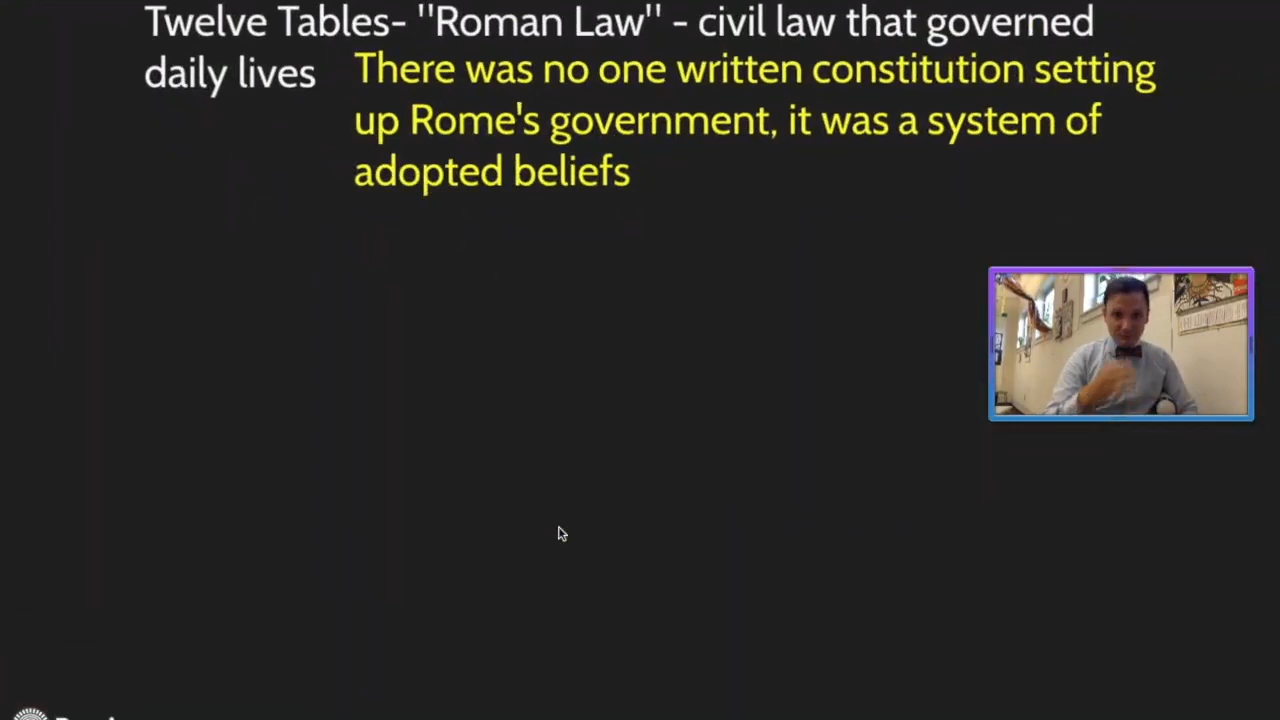 Twelve Tables- "Roman Law" - civil law that governed
daily lives
There was no one written constitution setting
up Rome's government, it was a system of
adopted beliefs